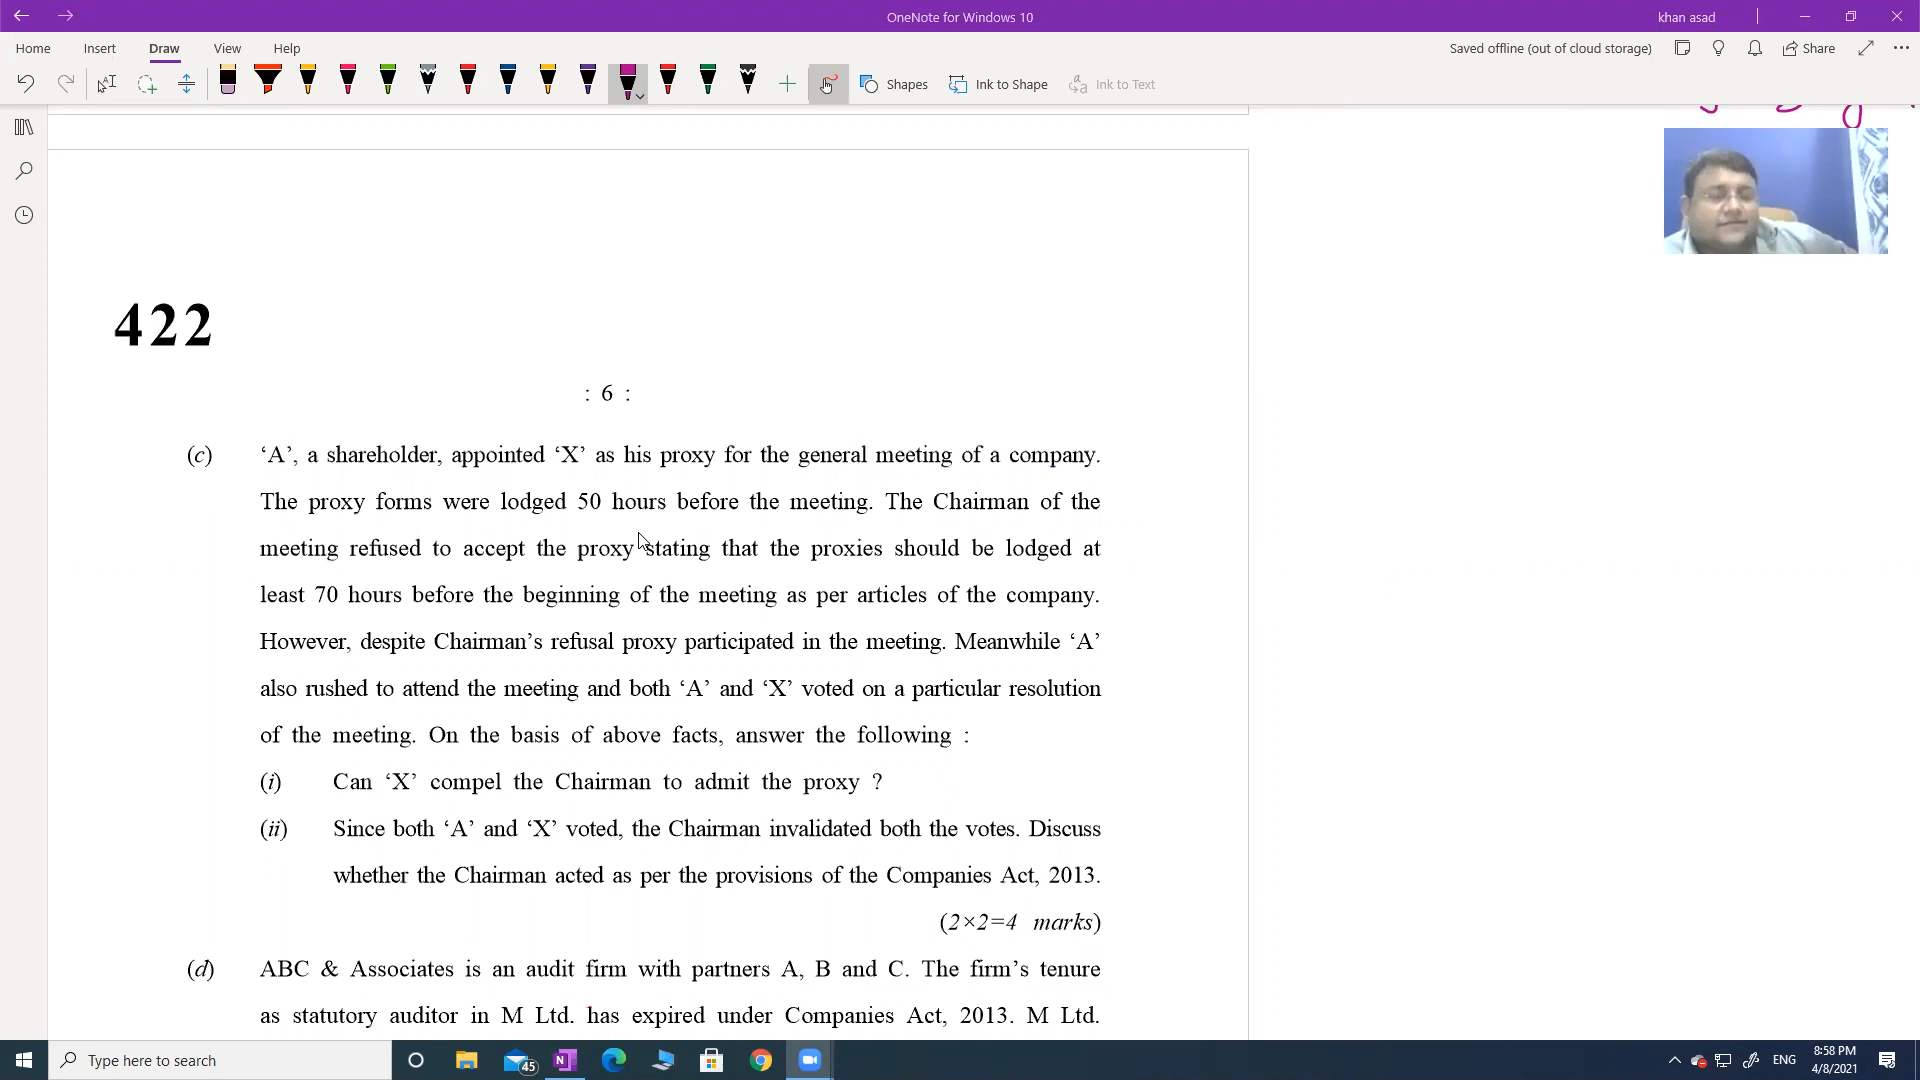 OneNote for Windows 10
khan asad
Home Insert Draw View Help
Saved offline (out of cloud storage)
Share
Shapes
Ink to Shape
Ink to Text
422
: 6 :
(c) ‘A’, a shareholder, appointed ‘X’ as his proxy for the general meeting of a company.
The proxy forms were lodged 50 hours before the meeting. The Chairman of the
meeting refused to accept the proxy stating that the proxies should be lodged at
least 70 hours before the beginning of the meeting as per articles of the company.
However, despite Chairman’s refusal proxy participated in the meeting. Meanwhile ‘A’
also rushed to attend the meeting and both ‘A’ and ‘X’ voted on a particular resolution
of the meeting. On the basis of above facts, answer the following :
(i) Can ‘X’ compel the Chairman to admit the proxy ?
(ii) Since both ‘A’ and ‘X’ voted, the Chairman invalidated both the votes. Discuss
whether the Chairman acted as per the provisions of the Companies Act, 2013.
(2×2=4 marks)
(d) ABC & Associates is an audit firm with partners A, B and C. The firm’s tenure
as statutory auditor in M Ltd. has expired under Companies Act, 2013. M Ltd.
Type here to search
45
ENG
8:58 PM
4/8/2021